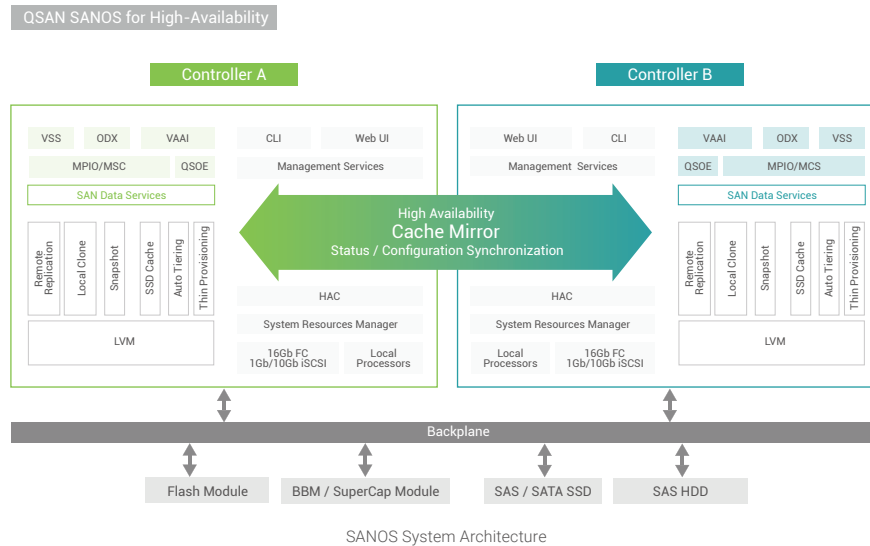 QSAN SANOS for High-Availability
Controller A
Controller B
VSS
ODX
VAAI
CLI
Web UI
MPIO/MSC
QSOE
Management Services
SAN Data Services
Remote
Replication
Local Clone
Snapshot
SSD Cache
Auto Tiering
Thin Provisioning
LVM
HAC
System Resources Manager
16Gb FC
1Gb/10Gb iSCSI
Local
Processors
High Availability
Cache Mirror
Status / Configuration Synchronization
Web UI
CLI
VAAI
ODX
VSS
Management Services
QSOE
MPIO/MCS
SAN Data Services
HAC
System Resources Manager
Local
Processors
16Gb FC
1Gb/10Gb iSCSI
Remote
Replication
Local Clone
Snapshot
SSD Cache
Auto Tiering
Thin Provisioning
LVM
Backplane
Flash Module
BBM / SuperCap Module
SAS / SATA SSD
SAS HDD
SANOS System Architecture